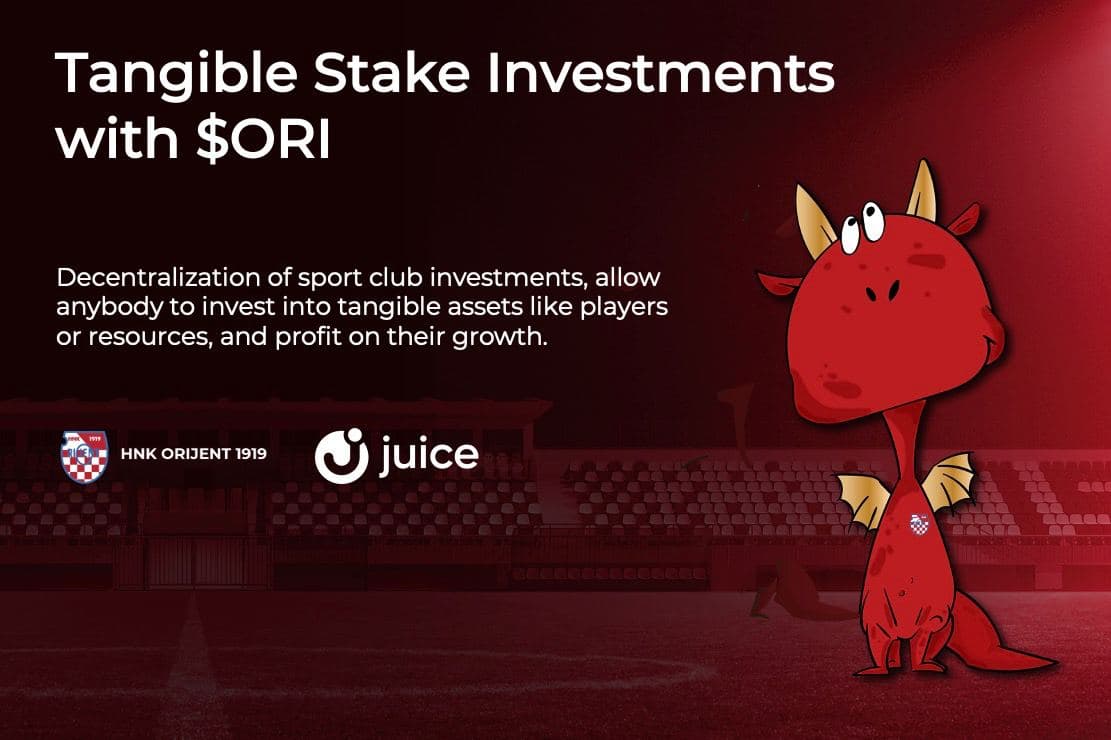 Tangible Stake Investments
with $ORI
Decentralization of sport club investments, allow
anybody to invest into tangible assets like players
or resources, and profit on their growth.
HNK 1919
HNK ORIJENT 1919
juice